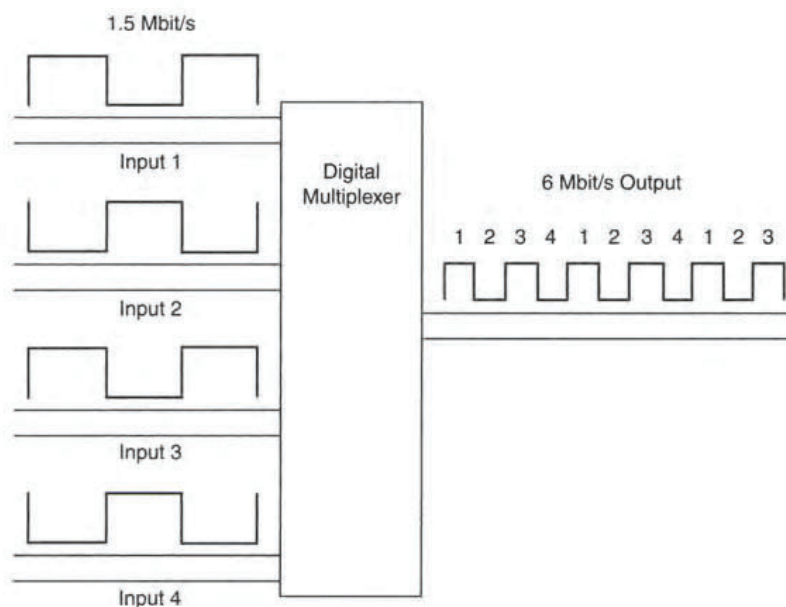 1.5 Mbit/s
Input 1
Input 2
Input 3
Input 4
Digital
Multiplexer
6 Mbit/s Output
1 2 3 4 1 2 3 4 1 2 3